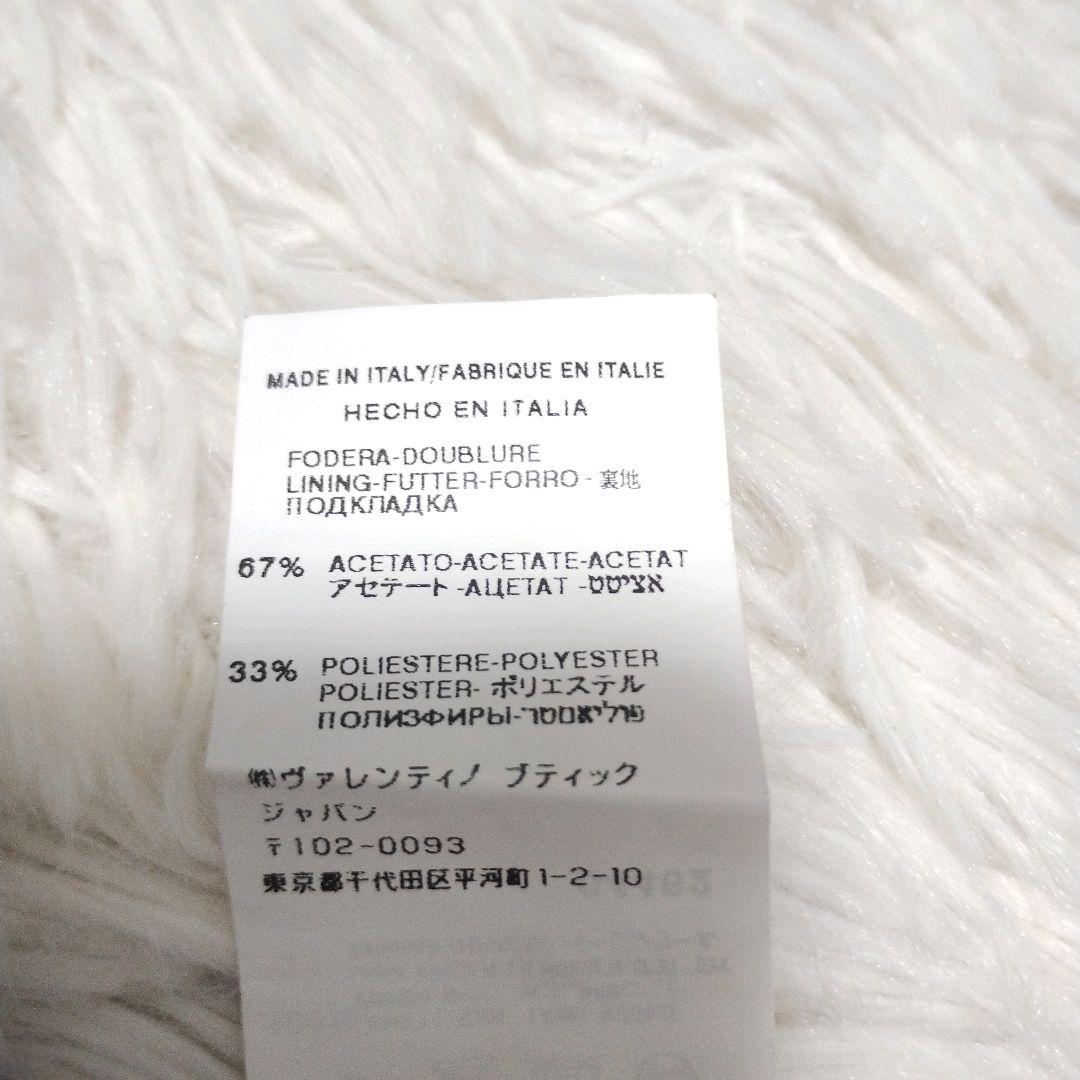 MADE IN ITALY/FABRIQUE EN ITALIE
HECHO EN ITALIA
FODERA-DOUBLURE
LINING-FUTTER-FORRO - 裏地
ПОДКЛАДКА
67% ACETATO-ACETATE-ACETAT
アセテート -АЦЕТАТ -אציטט
33% POLIESTERE-POLYESTER
POLIESTER- ポリエステル
ПОЛИЭФИРЫ-פוליאסטר
㈱ヴァレンティノ ブティック
ジャパン
〒102-0093
東京都千代田区平河町1-2-10